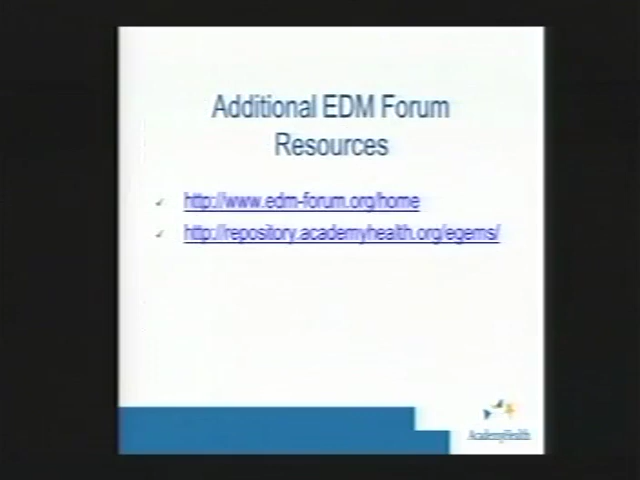 Additional EDM Forum
Resources
http://www.edm-forum.org/home
http://repository.academyhealth.org/egems/
AcademyHealth